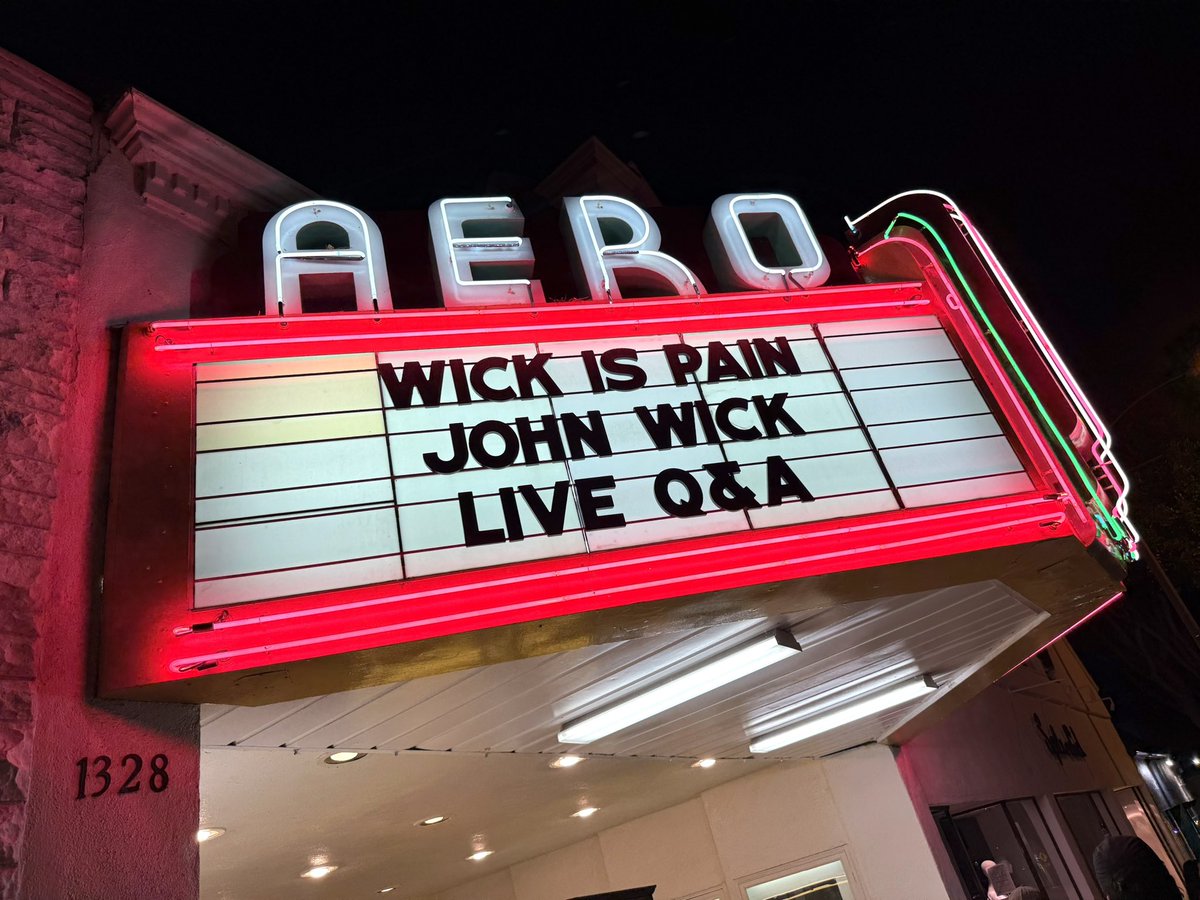 AERO
WICK IS PAIN
JOHN WICK
LIVE Q&A
1328